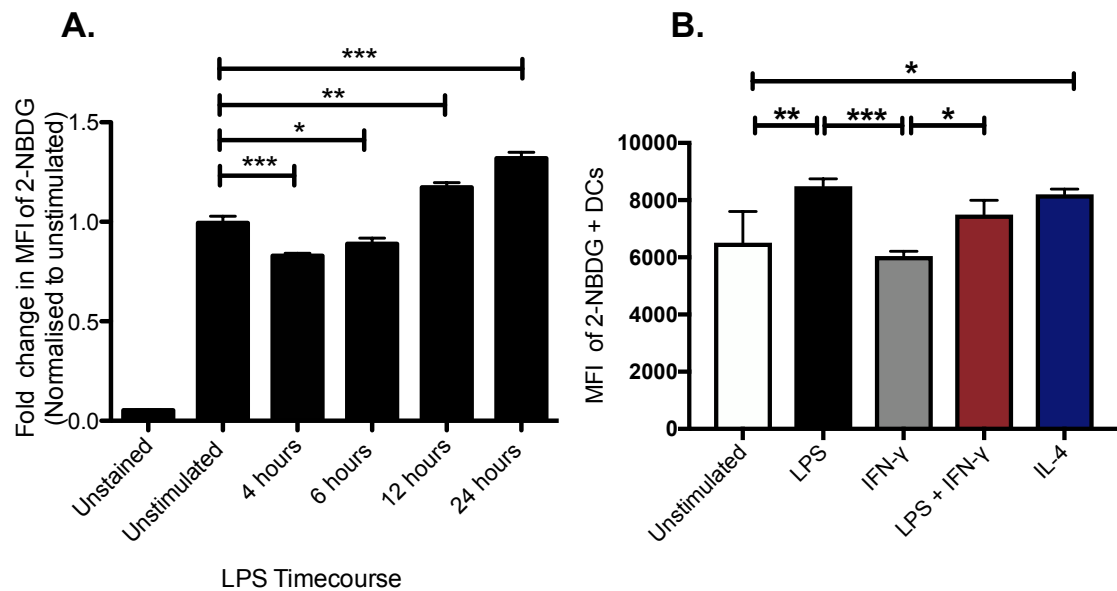 A.
***
**
*
***
Fold change in MFI of 2-NBDG
(Normalised to unstimulated)
1.5
1.0
0.5
0.0
Unstained
Unstimulated
4 hours
6 hours
12 hours
24 hours
LPS Timecourse
B.
*
**
***
*
MFI of 2-NBDG + DCs
10000
8000
6000
4000
2000
0
Unstimulated
LPS
IFN-γ
LPS + IFN-γ
IL-4